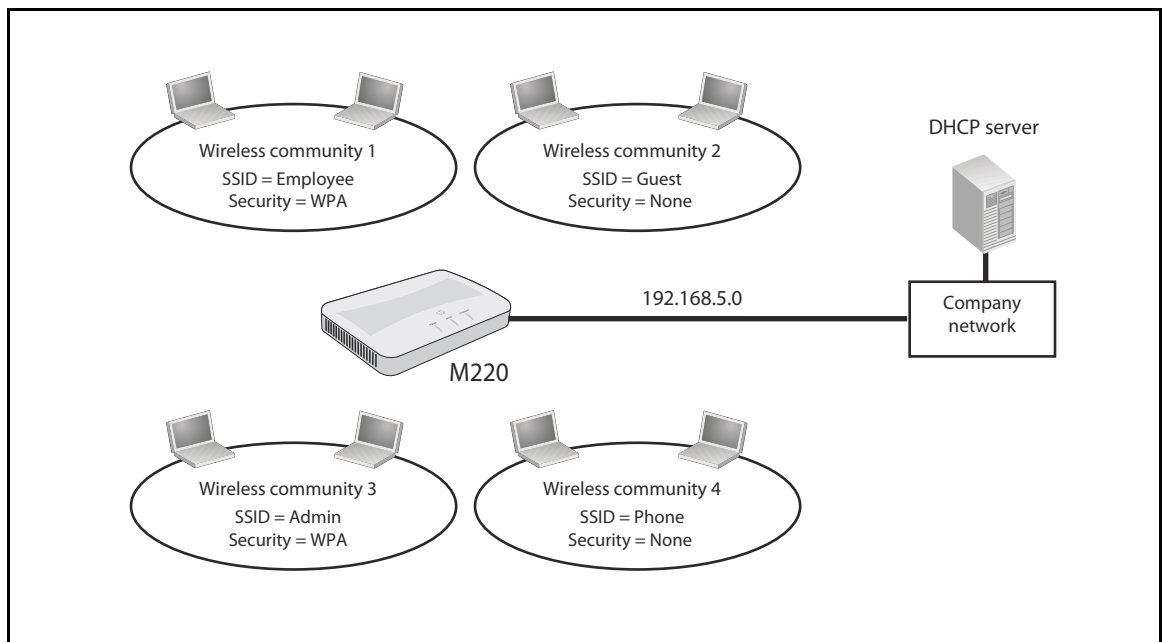 Wireless community 1
SSID = Employee
Security = WPA
Wireless community 2
SSID = Guest
Security = None
DHCP server
192.168.5.0
Company
network
M220
Wireless community 3
SSID = Admin
Security = WPA
Wireless community 4
SSID = Phone
Security = None